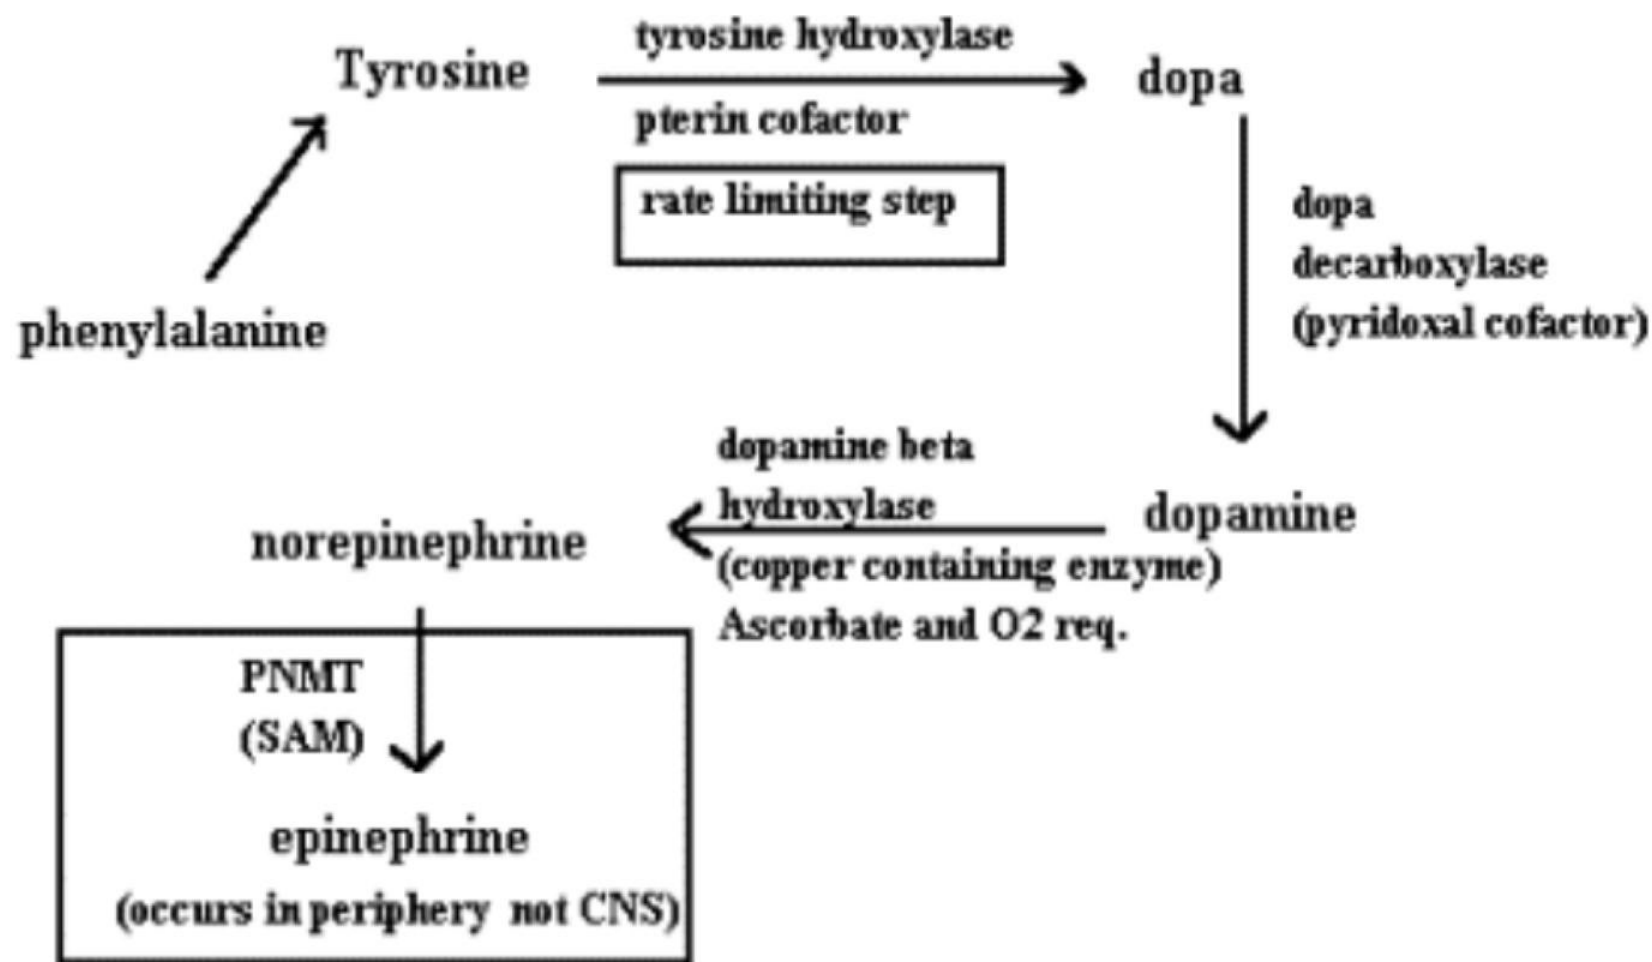 tyrosine hydroxylase
Tyrosine
dopa
pterin cofactor
rate limiting step
phenylalanine
dopa
decarboxylase
(pyridoxal cofactor)
dopamine beta
hydroxylase
dopamine
norepinephrine
(copper containing enzyme)
Ascorbate and O2 req.
PNMT
(SAM)
epinephrine
(occurs in periphery not CNS)